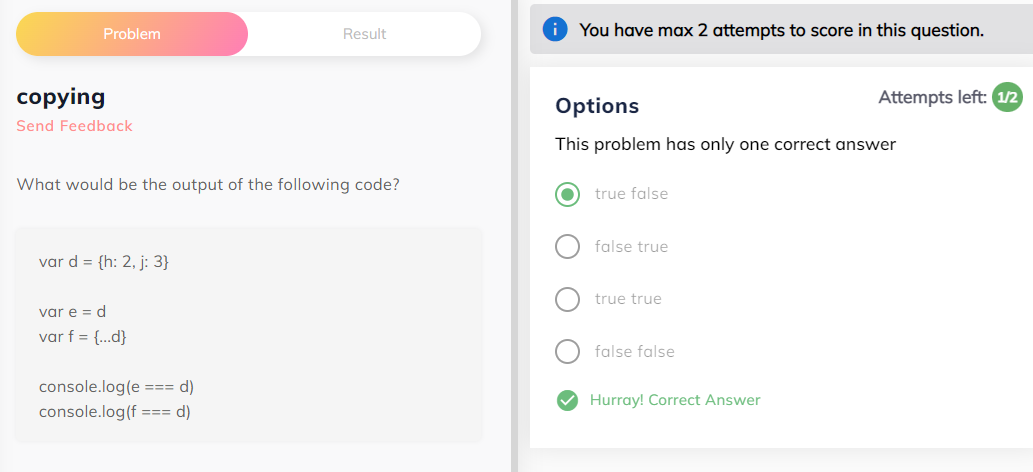 Problem
Result
copying
Send Feedback
What would be the output of the following code?
var d = {h: 2, j: 3}
var e = d
var f = {...d}
console.log(e === d)
console.log(f === d)
i You have max 2 attempts to score in this question.
Options
Attempts left: 1/2
This problem has only one correct answer
true false
false true
true true
false false
Hurray! Correct Answer